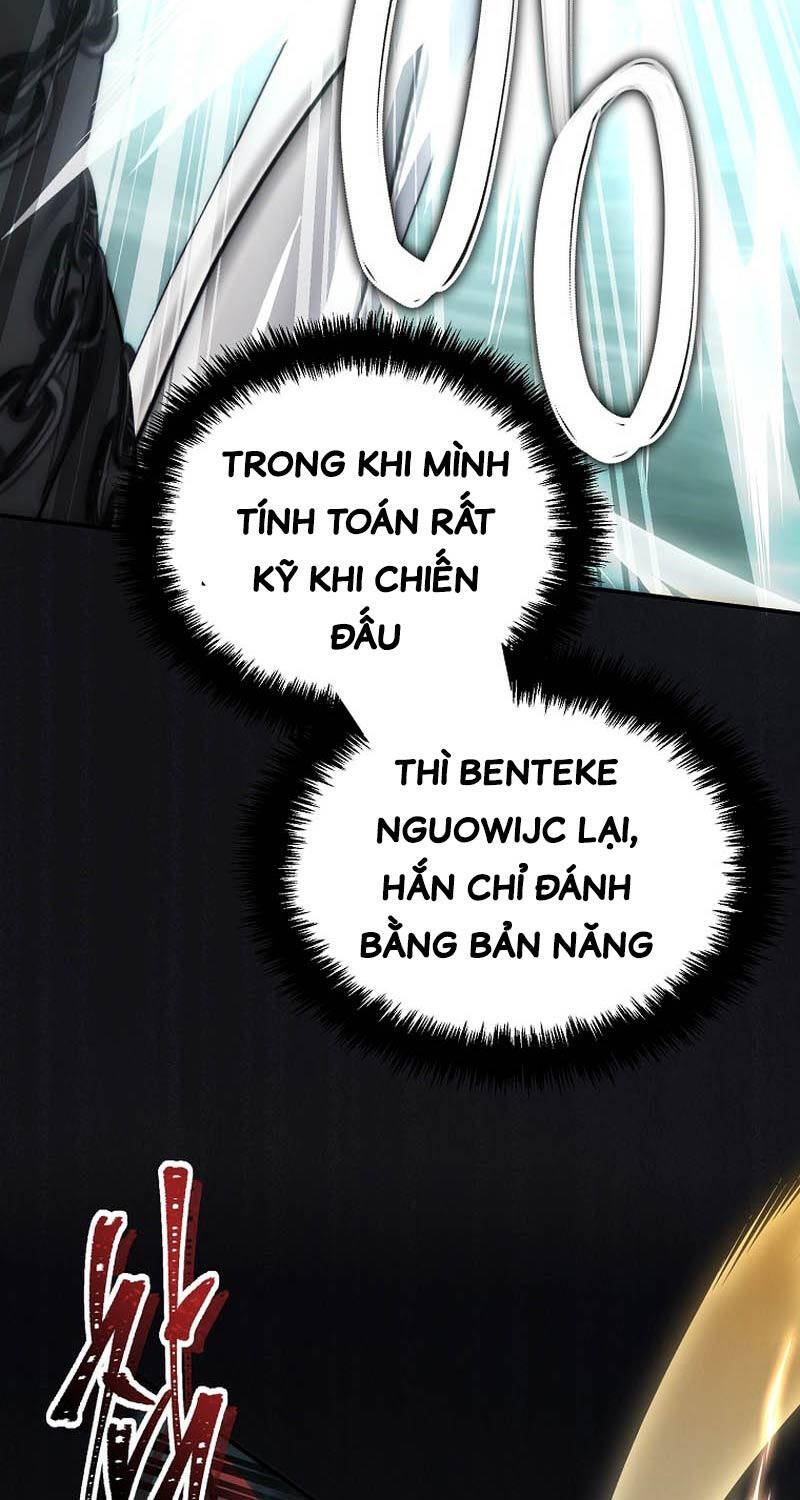 TRONG KHI MÌNH
TÍNH TOÁN RẤT
KỸ KHI CHIẾN
ĐẤU
THÌ BENTEKE
NGUOWIJC LẠI,
HẮN CHỈ ĐÁNH
BẰNG BẢN NĂNG